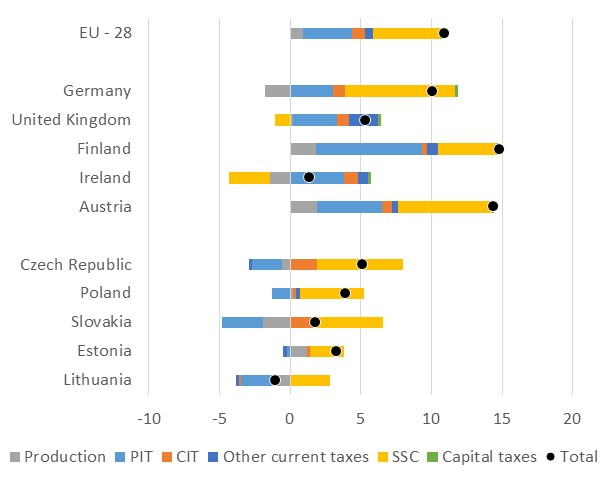 EU - 28
Germany
United Kingdom
Finland
Ireland
Austria
Czech Republic
Poland
Slovakia
Estonia
Lithuania
-10 -5 0 5 10 15 20
Production PIT CIT Other current taxes SSC Capital taxes Total